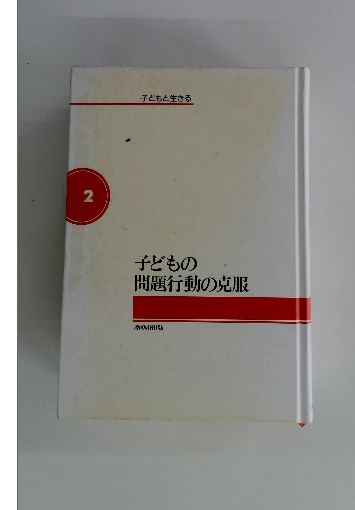 子どもと生きる
2
子どもの
問題行動の克服